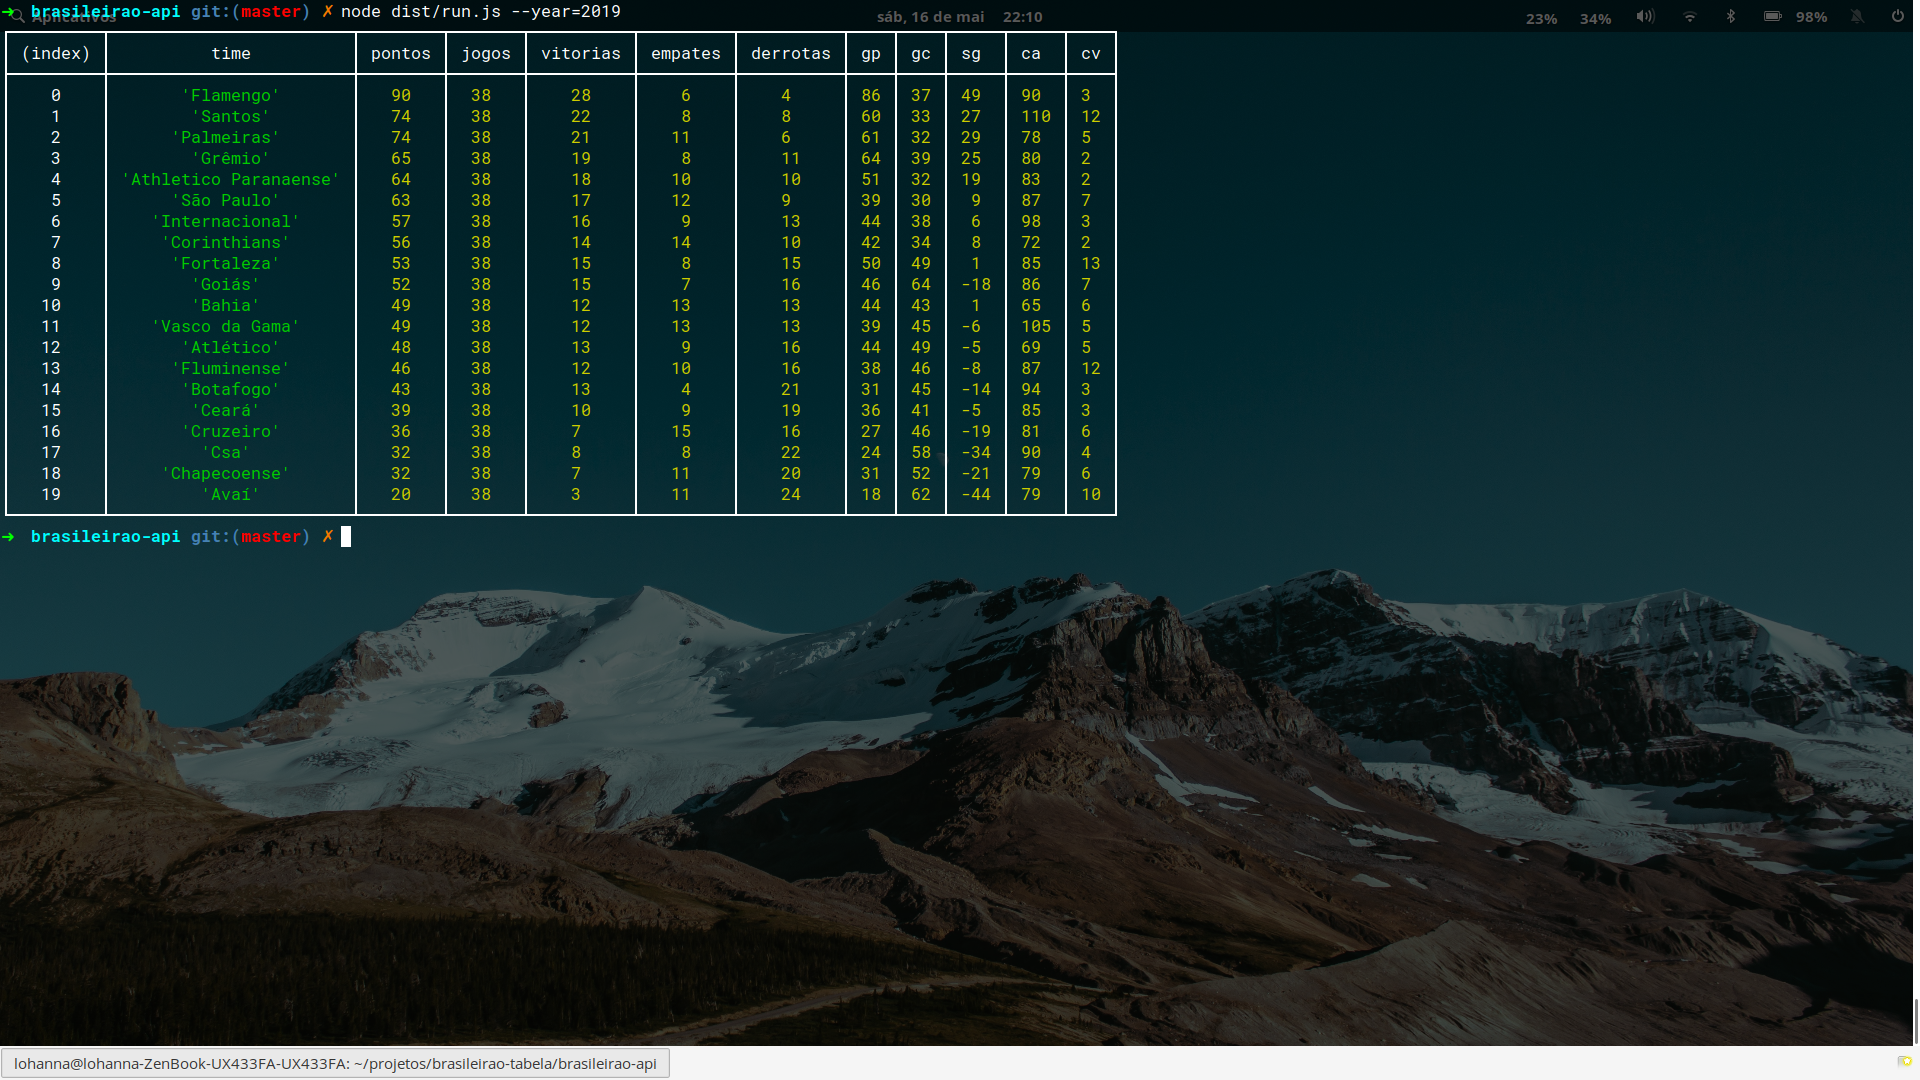 ➜ brasileirao-api git:(master) ✗ node dist/run.js --year=2019
Aplicativos sáb, 16 de mai 22:10 23% 34% 98%
(index) time pontos jogos vitorias empates derrotas gp gc sg ca cv
0 'Flamengo' 90 38 28 6 4 86 37 49 90 3
1 'Santos' 74 38 22 8 8 60 33 27 110 12
2 'Palmeiras' 74 38 21 11 6 61 32 29 78 5
3 'Grêmio' 65 38 19 8 11 64 39 25 80 2
4 'Athletico Paranaense' 64 38 18 10 10 51 32 19 83 2
5 'São Paulo' 63 38 17 12 9 39 30 9 87 7
6 'Internacional' 57 38 16 9 13 44 38 6 98 3
7 'Corinthians' 56 38 14 14 10 42 34 8 72 2
8 'Fortaleza' 53 38 15 8 15 50 49 1 85 13
9 'Goiás' 52 38 15 7 16 46 64 -18 86 7
10 'Bahia' 49 38 12 13 13 44 43 1 65 6
11 'Vasco da Gama' 49 38 12 13 13 39 45 -6 105 5
12 'Atlético' 48 38 13 9 16 44 49 -5 69 5
13 'Fluminense' 46 38 12 10 16 38 46 -8 87 12
14 'Botafogo' 43 38 13 4 21 31 45 -14 94 3
15 'Ceará' 39 38 10 9 19 36 41 -5 85 3
16 'Cruzeiro' 36 38 7 15 16 27 46 -19 81 6
17 'Csa' 32 38 8 8 22 24 58 -34 90 4
18 'Chapecoense' 32 38 7 11 20 31 52 -21 79 6
19 'Avaí' 20 38 3 11 24 18 62 -44 79 10
➜ brasileirao-api git:(master) ✗
lohanna@lohanna-ZenBook-UX433FA-UX433FA: ~/projetos/brasileirao-tabela/brasileirao-api